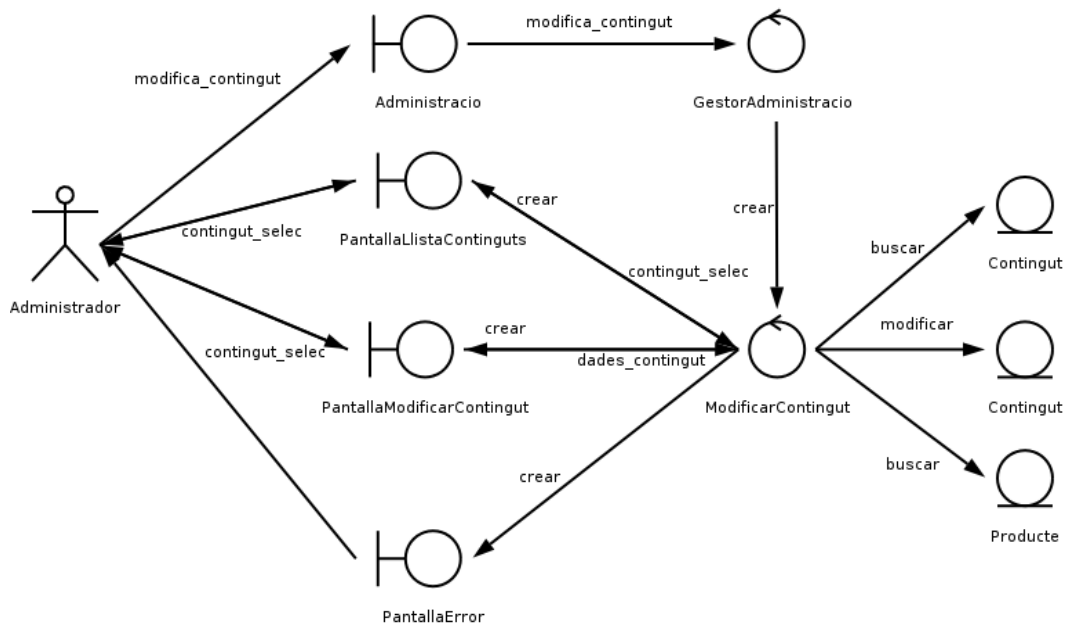 modifica_contingut
modifica_contingut
Administracio
GestorAdministracio
crear
crear
contingut_selec
PantallaLlistaContinguts
buscar
Contingut
contingut_selec
Administrador
crear
modificar
contingut_selec
dades_contingut
PantallaModificarContingut
ModificarContingut
Contingut
buscar
crear
Producte
PantallaError